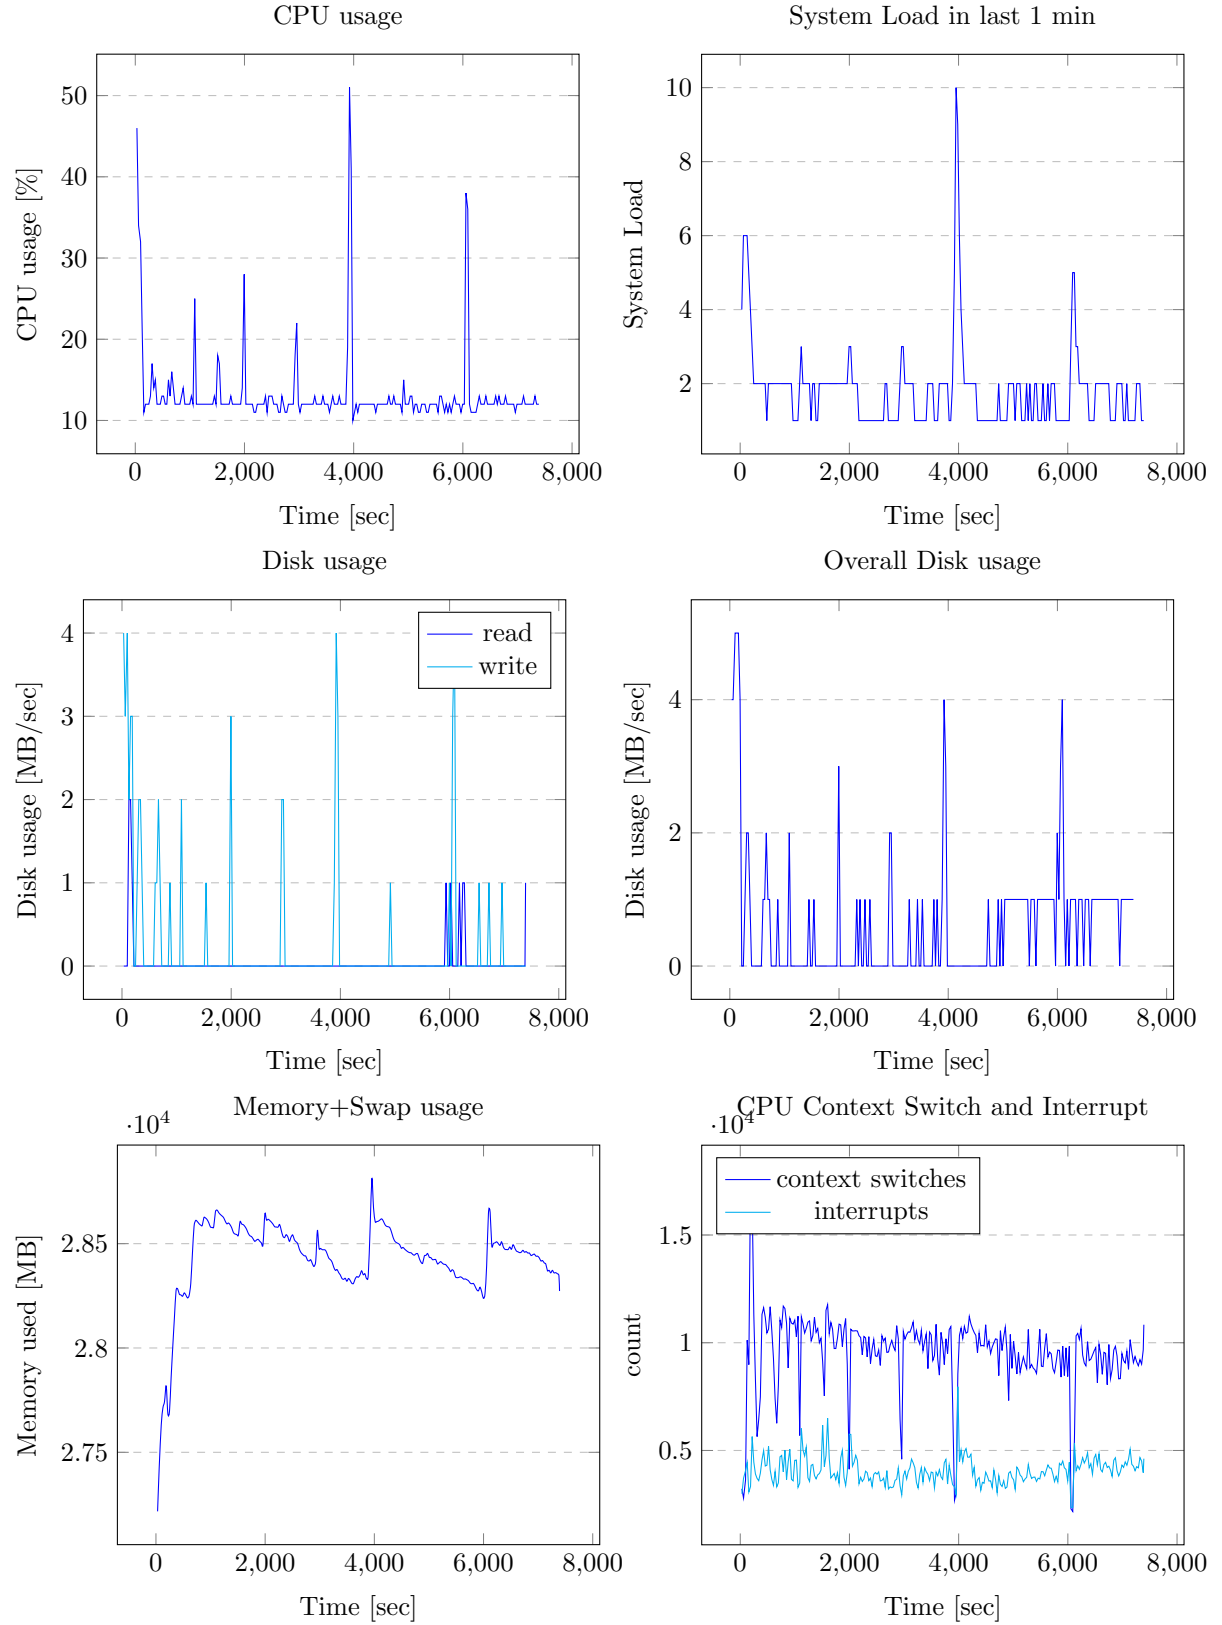 CPU usage
50
40
30
20
10
0 2,000 4,000 6,000 8,000
CPU usage [%]
Time [sec]
System Load in last 1 min
10
8
6
4
2
0 2,000 4,000 6,000 8,000
System Load
Time [sec]
Disk usage
read
write
4
3
2
1
0
0 2,000 4,000 6,000 8,000
Disk usage [MB/sec]
Time [sec]
Overall Disk usage
4
2
0
0 2,000 4,000 6,000 8,000
Disk usage [MB/sec]
Time [sec]
Memory+Swap usage
·10⁴
2.85
2.8
2.75
0 2,000 4,000 6,000 8,000
Memory used [MB]
Time [sec]
CPU Context Switch and Interrupt
·10⁴
context switches
interrupts
1.5
1
0.5
0 2,000 4,000 6,000 8,000
count
Time [sec]